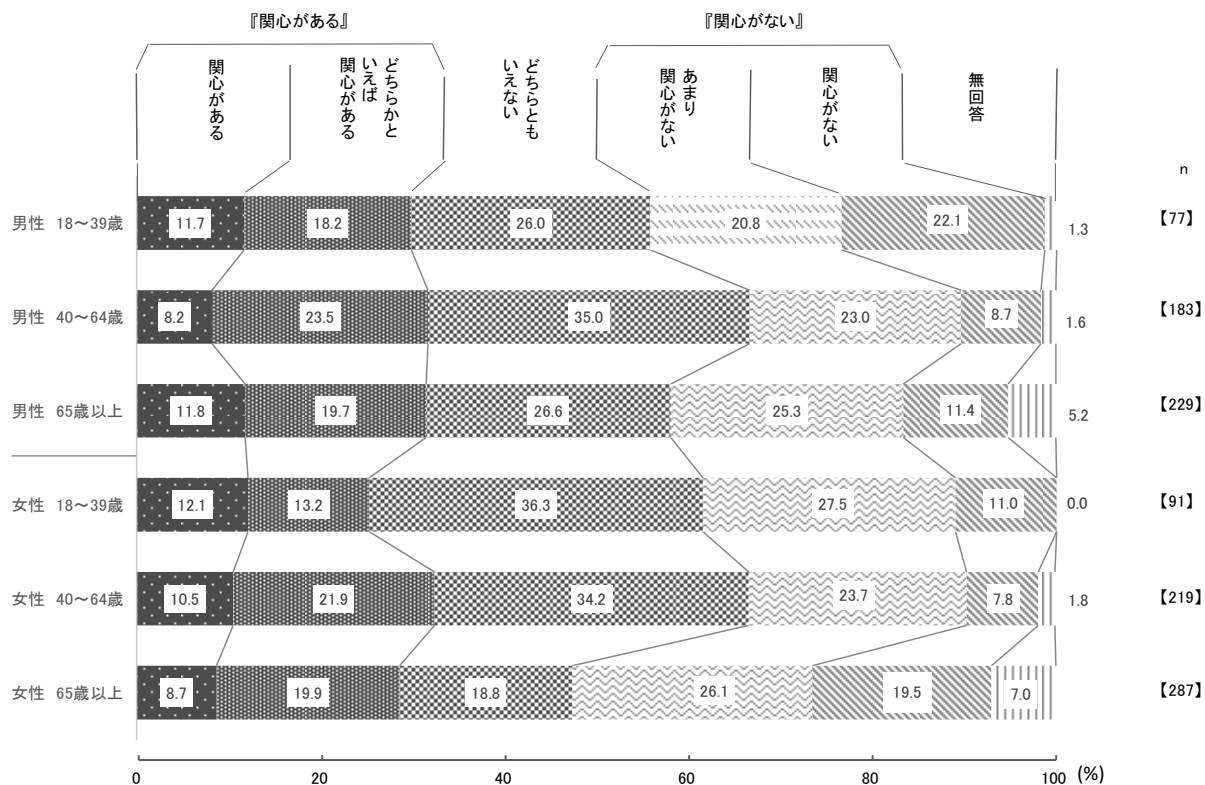 『関心がある』
『関心がない』
関心がある
どちらかと
いえば
関心がある
どちらとも
いえない
あまり
関心がない
関心がない
無回答
n
男性 18～39歳
11.7
18.2
26.0
20.8
22.1
1.3
【77】
男性 40～64歳
8.2
23.5
35.0
23.0
8.7
1.6
【183】
男性 65歳以上
11.8
19.7
26.6
25.3
11.4
5.2
【229】
女性 18～39歳
12.1
13.2
36.3
27.5
11.0
0.0
【91】
女性 40～64歳
10.5
21.9
34.2
23.7
7.8
1.8
【219】
女性 65歳以上
8.7
19.9
18.8
26.1
19.5
7.0
【287】
0
20
40
60
80
100
(%)